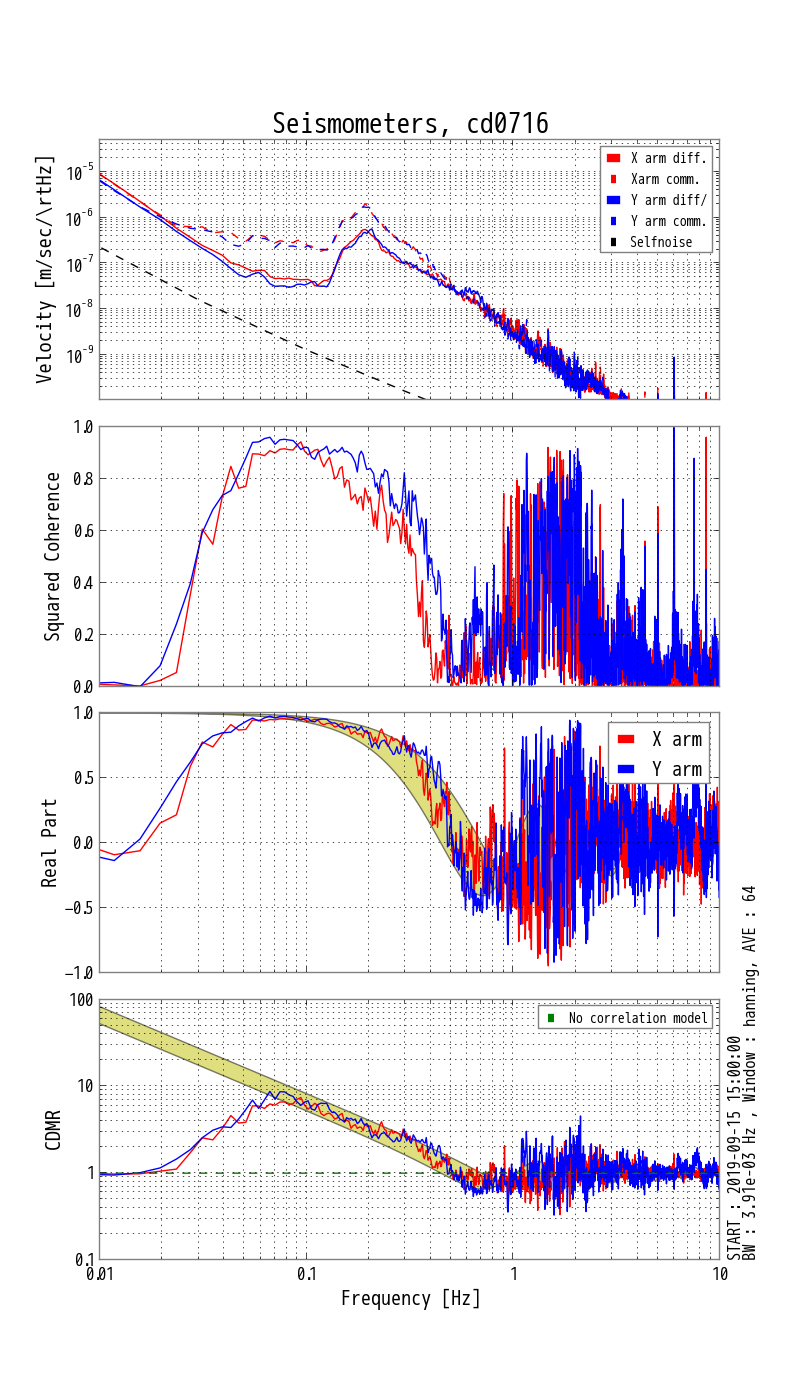 Seismometers, cd0716
Velocity [m/sec/\rtHz]
10^-5
10^-6
10^-7
10^-8
10^-9
X arm diff.
Xarm comm.
Y arm diff/
Y arm comm.
Selfnoise
Squared Coherence
1.0
0.8
0.6
0.4
0.2
0.0
Real Part
1.0
0.5
0.0
−0.5
−1.0
X arm
Y arm
CDMR
100
10
1
0.1
No correlation model
0.01
0.1
1
10
Frequency [Hz]
START : 2019-09-15 15:00:00
BW : 3.91e-03 Hz , Window : hanning, AVE : 64